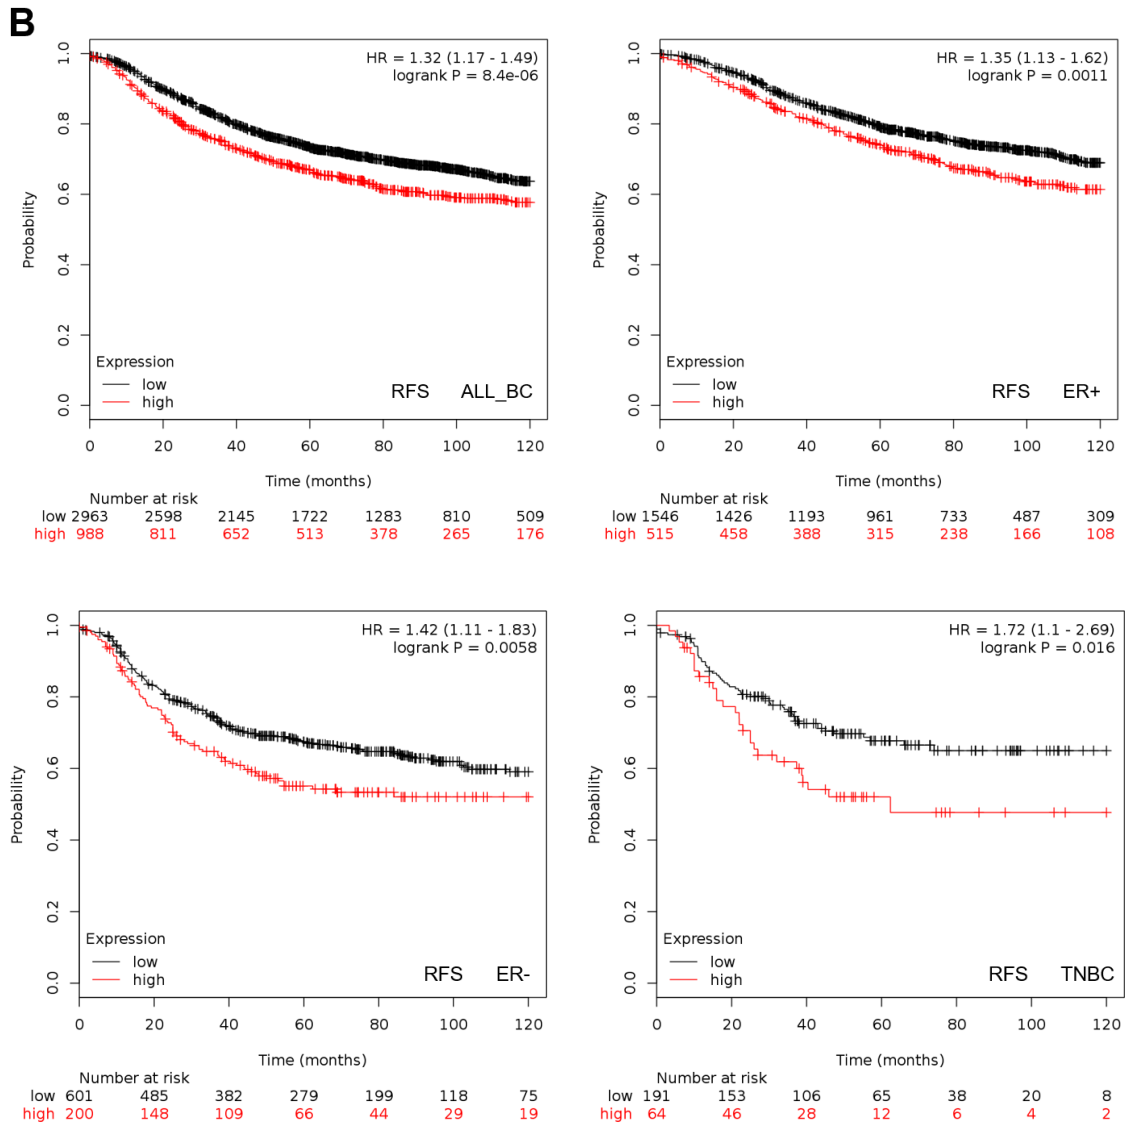 B
HR = 1.32 (1.17 - 1.49)
logrank P = 8.4e-06
Probability
1.0
0.8
0.6
0.4
0.2
0.0
Expression
low
high
RFS ALL_BC
0 20 40 60 80 100 120
Time (months)
Number at risk
low 2963 2598 2145 1722 1283 810 509
high 988 811 652 513 378 265 176
HR = 1.35 (1.13 - 1.62)
logrank P = 0.0011
Probability
1.0
0.8
0.6
0.4
0.2
0.0
Expression
low
high
RFS ER+
0 20 40 60 80 100 120
Time (months)
Number at risk
low 1546 1426 1193 961 733 487 309
high 515 458 388 315 238 166 108
HR = 1.42 (1.11 - 1.83)
logrank P = 0.0058
Probability
1.0
0.8
0.6
0.4
0.2
0.0
Expression
low
high
RFS ER-
0 20 40 60 80 100 120
Time (months)
Number at risk
low 601 485 382 279 199 118 75
high 200 148 109 66 44 29 19
HR = 1.72 (1.1 - 2.69)
logrank P = 0.016
Probability
1.0
0.8
0.6
0.4
0.2
0.0
Expression
low
high
RFS TNBC
0 20 40 60 80 100 120
Time (months)
Number at risk
low 191 153 106 65 38 20 8
high 64 46 28 12 6 4 2